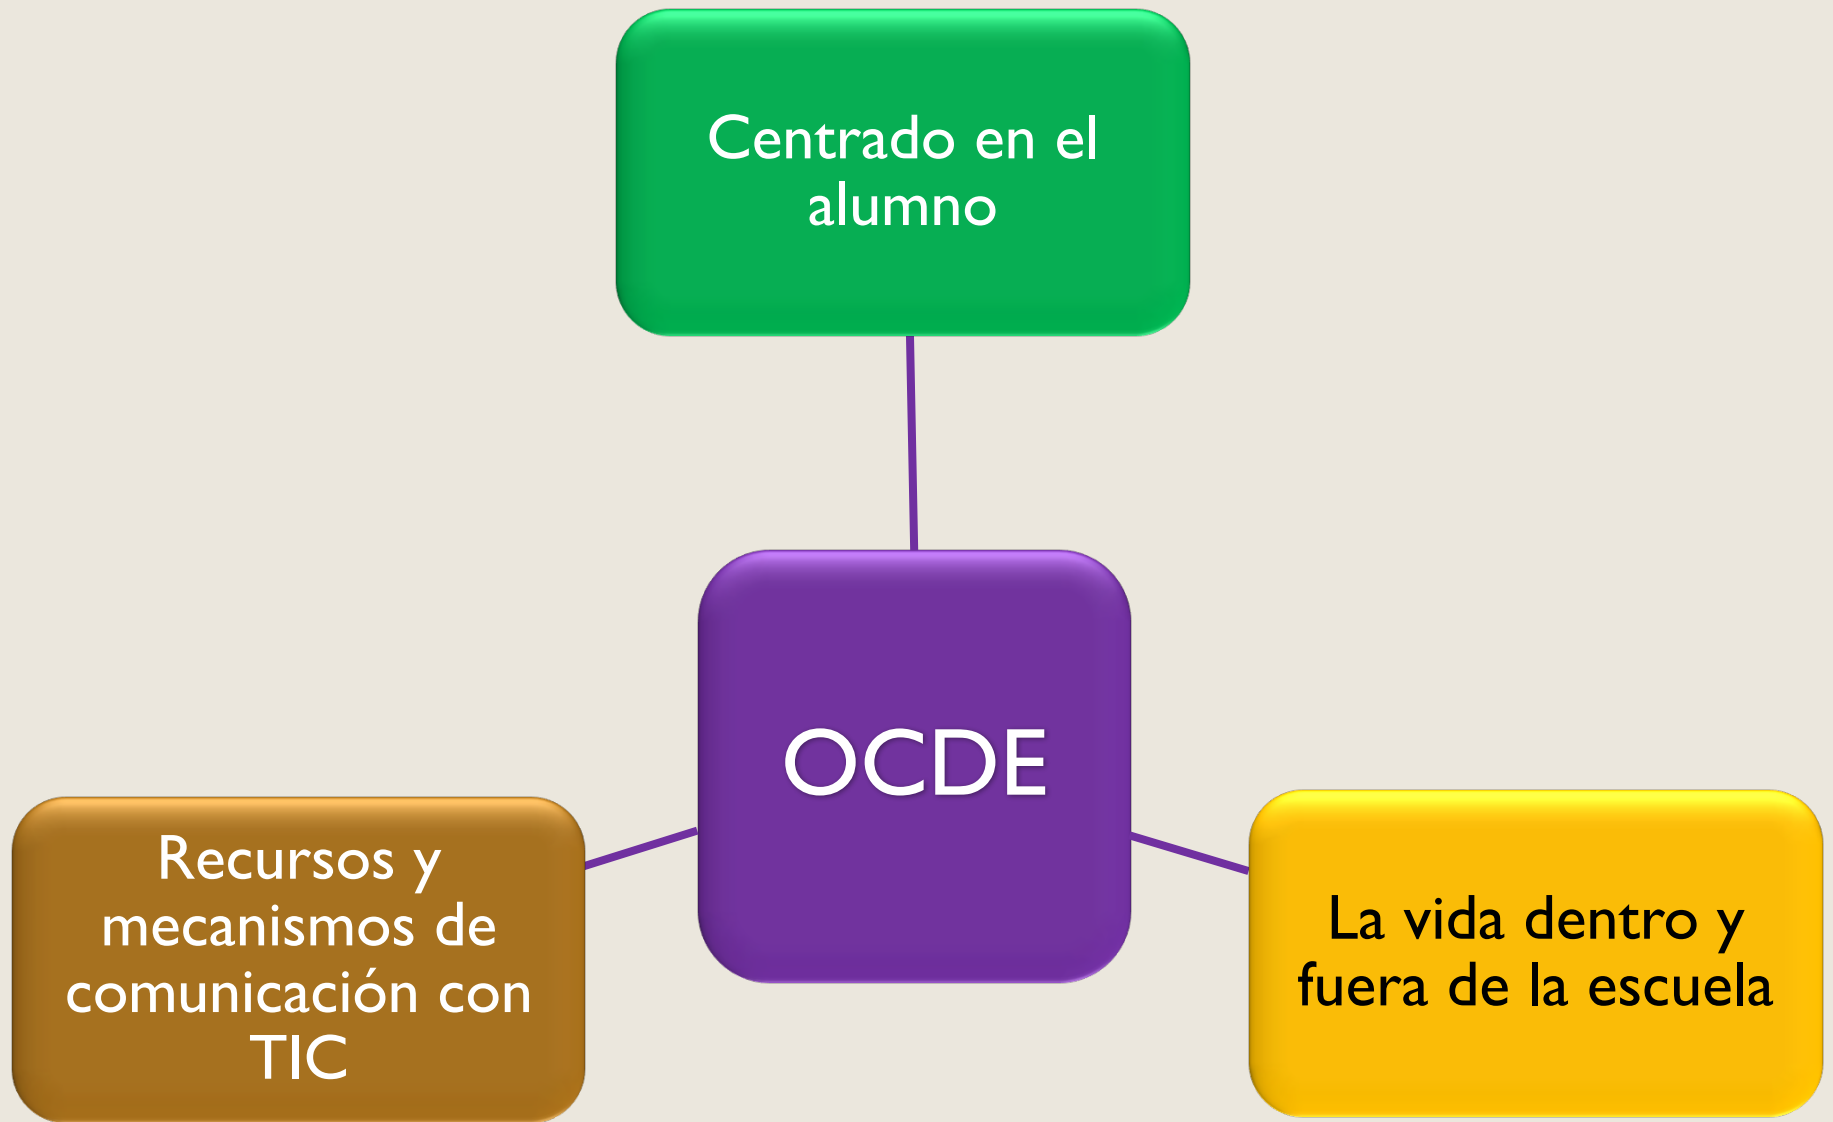 Centrado en el
alumno
OCDE
Recursos y
mecanismos de
comunicación con
TIC
La vida dentro y
fuera de la escuela